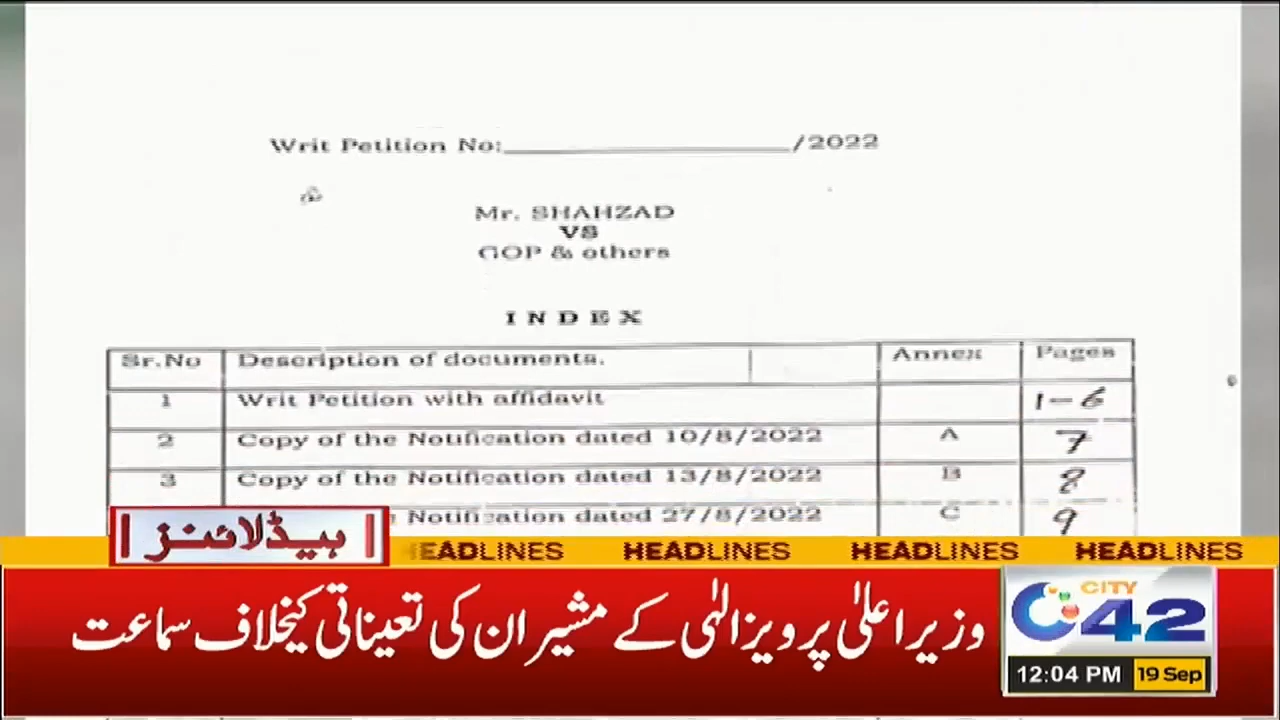 Writ Petition No:____________________/2022
Mr. SHAHZAD
VS
GOP & others
INDEX
Sr.No Description of documents. Annex Pages
1 Writ Petition with affidavit 1-6
2 Copy of the Notification dated 10/8/2022 A 7
3 Copy of the Notification dated 13/8/2022 B 8
Notification dated 27/8/2022 C 9
ہیڈلائنز
HEADLINES HEADLINES HEADLINES HEADLINES
وزیراعلیٰ پرویزالٰہی کے مشیران کی تعیناتی کیخلاف سماعت
CITY
42
12:04 PM 19 Sep